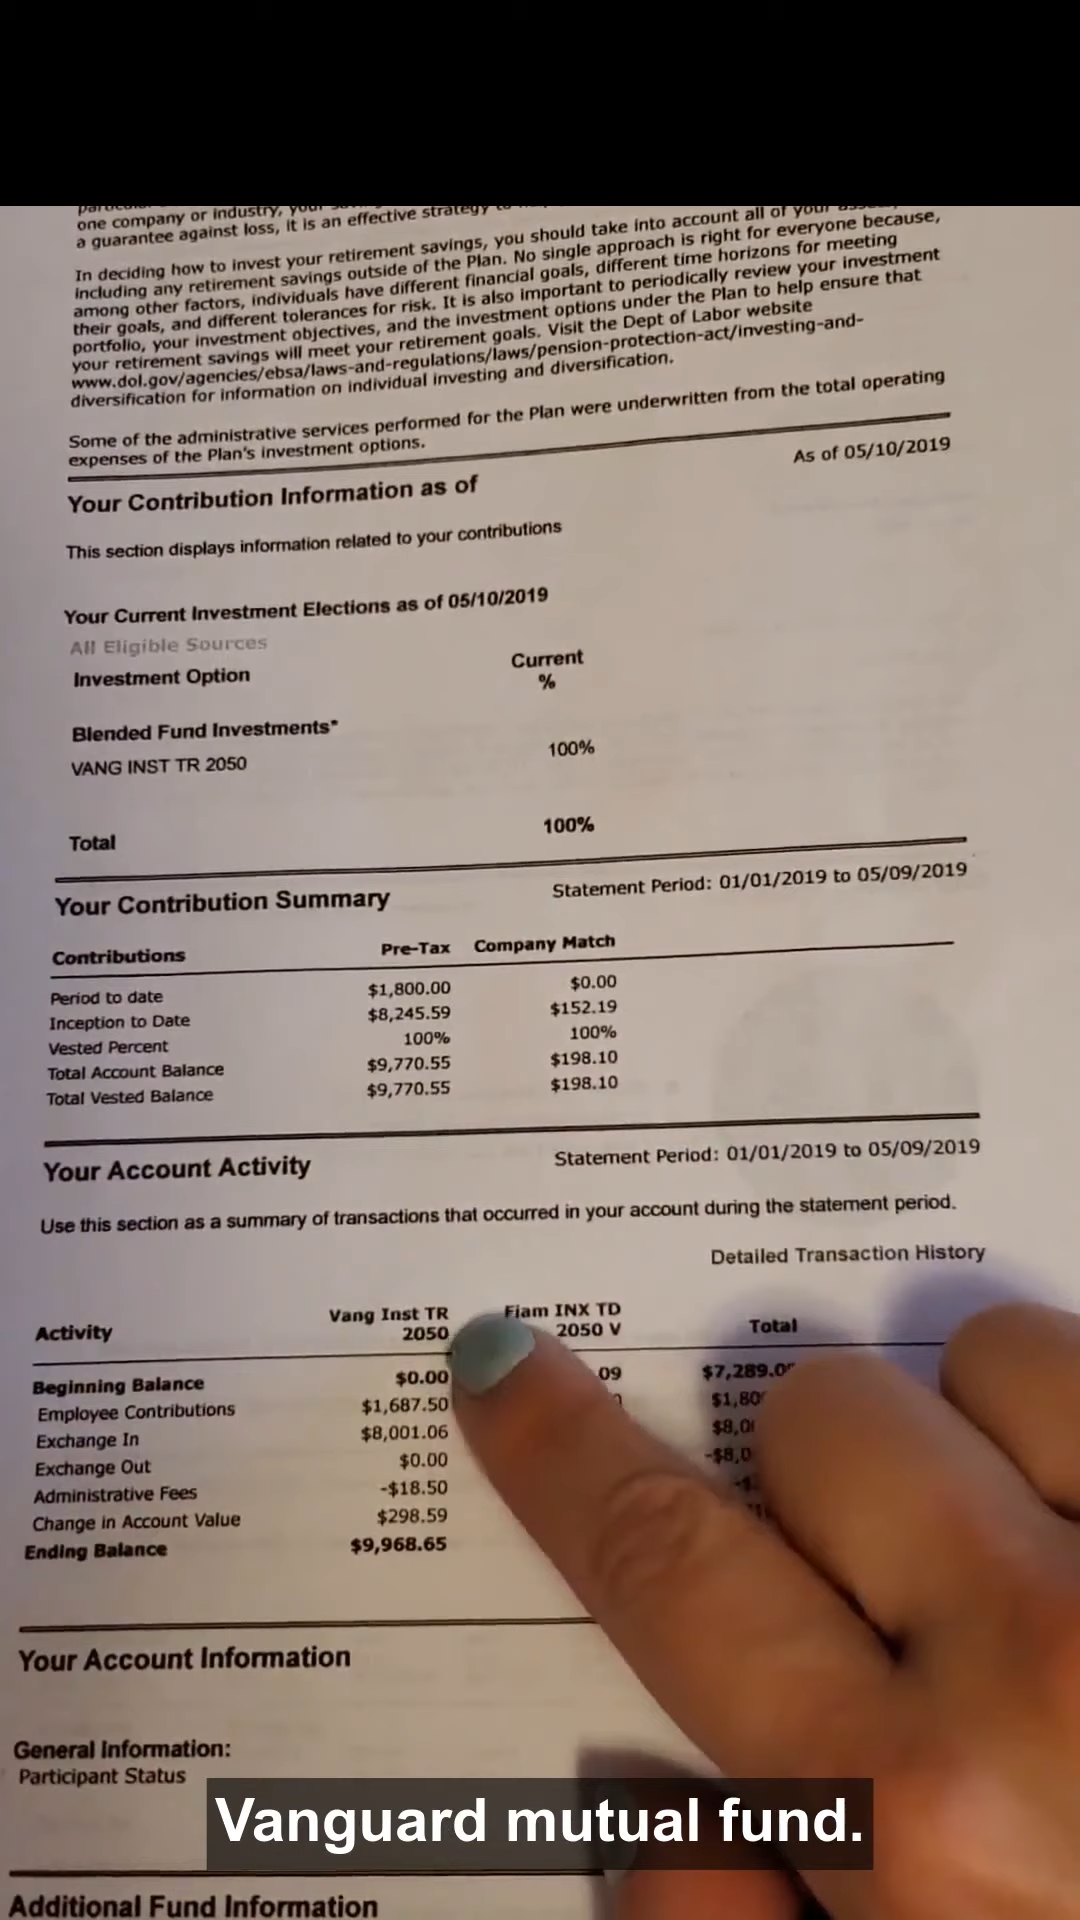 one company or industry, your
a guarantee against loss, it is an effective strategy to
In deciding how to invest your retirement savings, you should take into account all of your
including any retirement savings outside of the Plan. No single approach is right for everyone because,
among other factors, individuals have different financial goals, different time horizons for meeting
their goals, and different tolerances for risk. It is also important to periodically review your investment
portfolio, your investment objectives, and the investment options under the Plan to help ensure that
your retirement savings will meet your retirement goals. Visit the Dept of Labor website
www.dol.gov/agencies/ebsa/laws-and-regulations/laws/pension-protection-act/investing-and-
diversification for information on individual investing and diversification.
Some of the administrative services performed for the Plan were underwritten from the total operating
expenses of the Plan's investment options.
Your Contribution Information as of As of 05/10/2019
This section displays information related to your contributions
Your Current Investment Elections as of 05/10/2019
All Eligible Sources
Investment Option Current
%
Blended Fund Investments*
VANG INST TR 2050 100%
Total 100%
Your Contribution Summary Statement Period: 01/01/2019 to 05/09/2019
Contributions Pre-Tax Company Match
Period to date $1,800.00 $0.00
Inception to Date $8,245.59 $152.19
Vested Percent 100% 100%
Total Account Balance $9,770.55 $198.10
Total Vested Balance $9,770.55 $198.10
Your Account Activity Statement Period: 01/01/2019 to 05/09/2019
Use this section as a summary of transactions that occurred in your account during the statement period.
Detailed Transaction History
Activity Vang Inst TR Fiam INX TD Total
2050 2050 V
Beginning Balance $0.00 09 $7,289.0
Employee Contributions $1,687.50 $1,80
Exchange In $8,001.06 $8,0
Exchange Out $0.00 -$8,0
Administrative Fees -$18.50
Change in Account Value $298.59
Ending Balance $9,968.65
Your Account Information
General Information:
Participant Status
Vanguard mutual fund.
Additional Fund Information